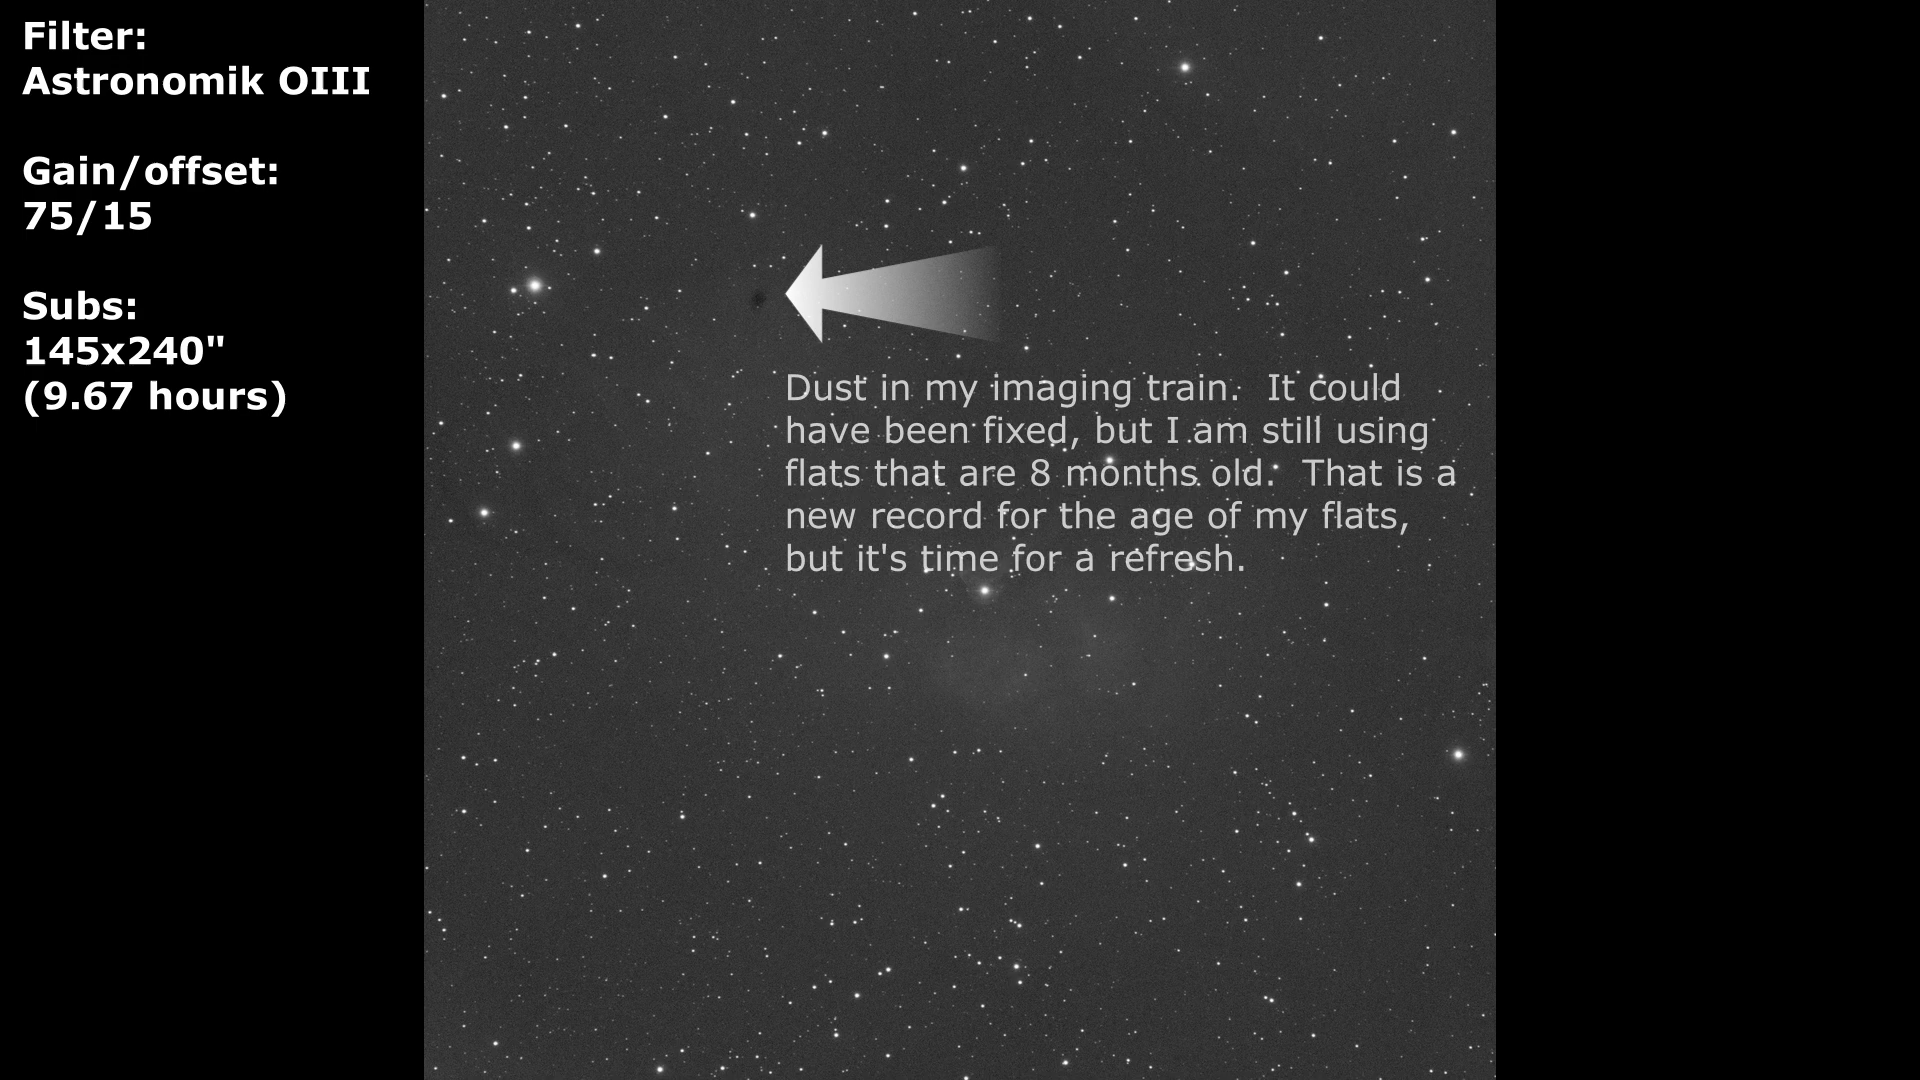 Filter:
Astronomik OIII
Gain/offset:
75/15
Subs:
145x240"
(9.67 hours)
Dust in my imaging train.  It could
have been fixed, but I am still using
flats that are 8 months old.  That is a
new record for the age of my flats,
but it's time for a refresh.